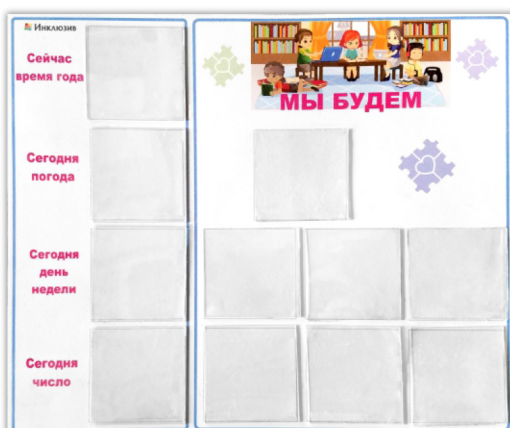 Инклюзив
Сейчас
время года
МЫ БУДЕМ
Сегодня
погода
Сегодня
день
недели
Сегодня
число